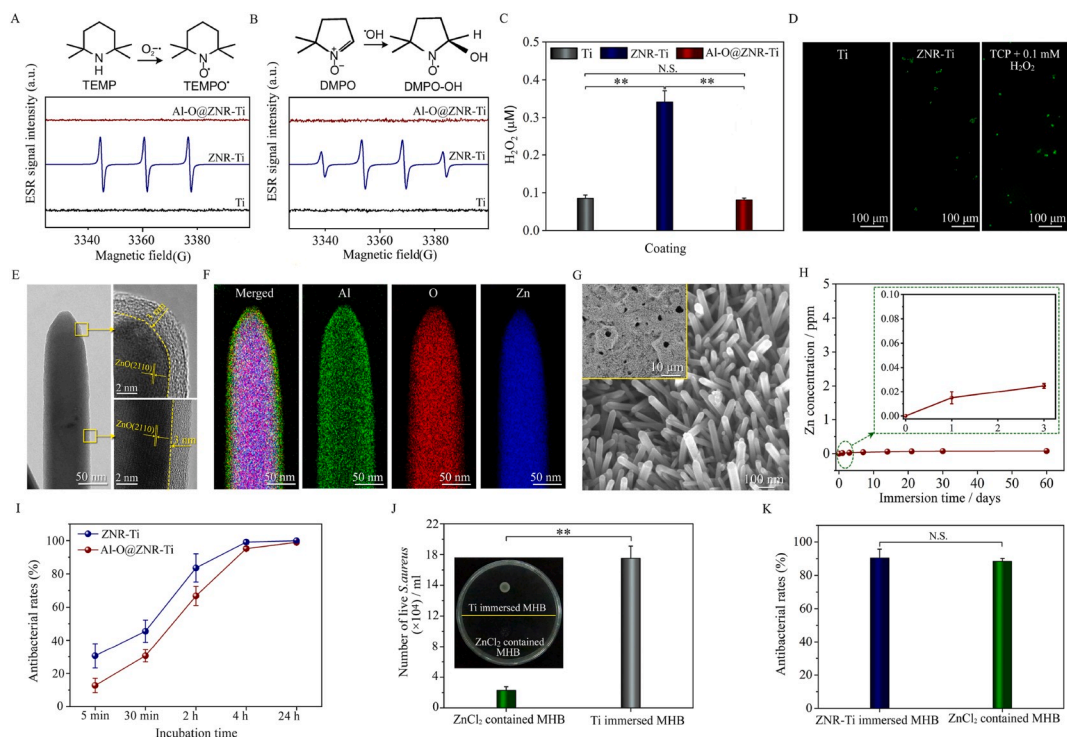 A
O₂⁻•
H
TEMP
O•
TEMPO•
ESR signal intensity (a.u.)
Al-O@ZNR-Ti
ZNR-Ti
Ti
3340 3360 3380 3400
Magnetic field(G)
B
•OH
H
OH
DMPO
DMPO-OH
ESR signal intensity (a.u.)
Al-O@ZNR-Ti
ZNR-Ti
Ti
3340 3360 3380 3400
Magnetic field(G)
C
Ti ZNR-Ti Al-O@ZNR-Ti
N.S.
** **
H₂O₂ (μM)
0.5
0.4
0.3
0.2
0.1
0.0
Coating
D
Ti
ZNR-Ti
TCP + 0.1 mM
H₂O₂
100 μm
100 μm
100 μm
E
50 nm
ZnO(2110)
2 nm
ZnO(2110)
3 nm
2 nm
F
Merged Al O Zn
50 nm 50 nm 50 nm 50 nm
G
10 μm
100 nm
H
Zn concentration / ppm
5
4
3
2
1
0
0.10
0.08
0.06
0.04
0.02
0.00
0 1 2 3
0 10 20 30 40 50 60
Immersion time / days
I
ZNR-Ti
Al-O@ZNR-Ti
Antibacterial rates (%)
100
80
60
40
20
0
5 min 30 min 2 h 4 h 24 h
Incubation time
J
**
Number of live S.aureus
(×10⁴) / ml
22
18
14
12
8
4
0
Ti immersed MHB
ZnCl₂ contained
MHB
ZnCl₂ contained MHB Ti immersed MHB
K
N.S.
Antibacterial rates (%)
100
80
60
40
20
0
ZNR-Ti immersed MHB ZnCl₂ contained MHB